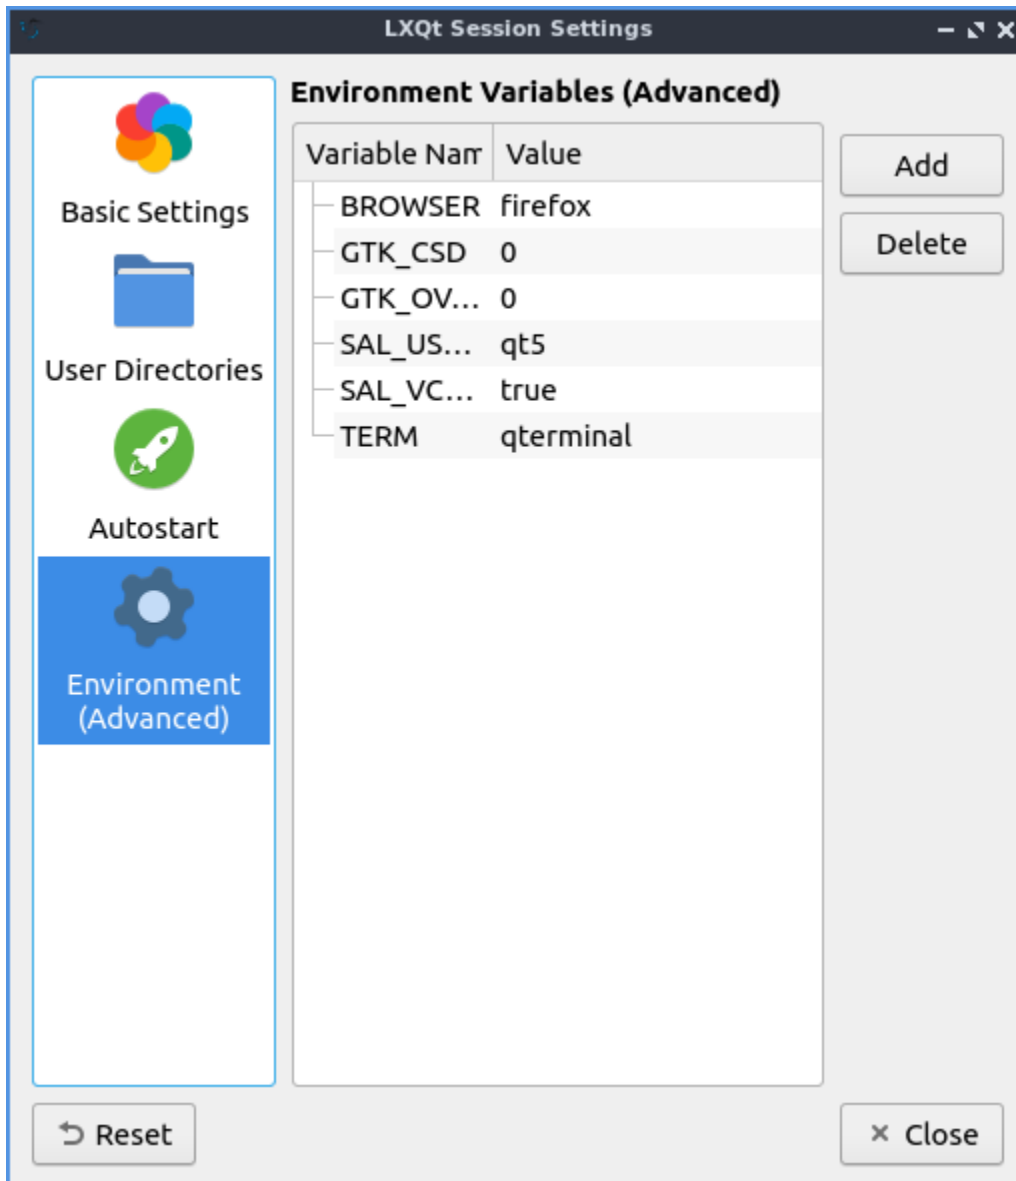 LXQt Session Settings
Basic Settings
User Directories
Autostart
Environment
(Advanced)
Environment Variables (Advanced)
Variable Nam Value
BROWSER firefox
GTK_CSD 0
GTK_OV... 0
SAL_US... qt5
SAL_VC... true
TERM qterminal
Add
Delete
Reset
Close